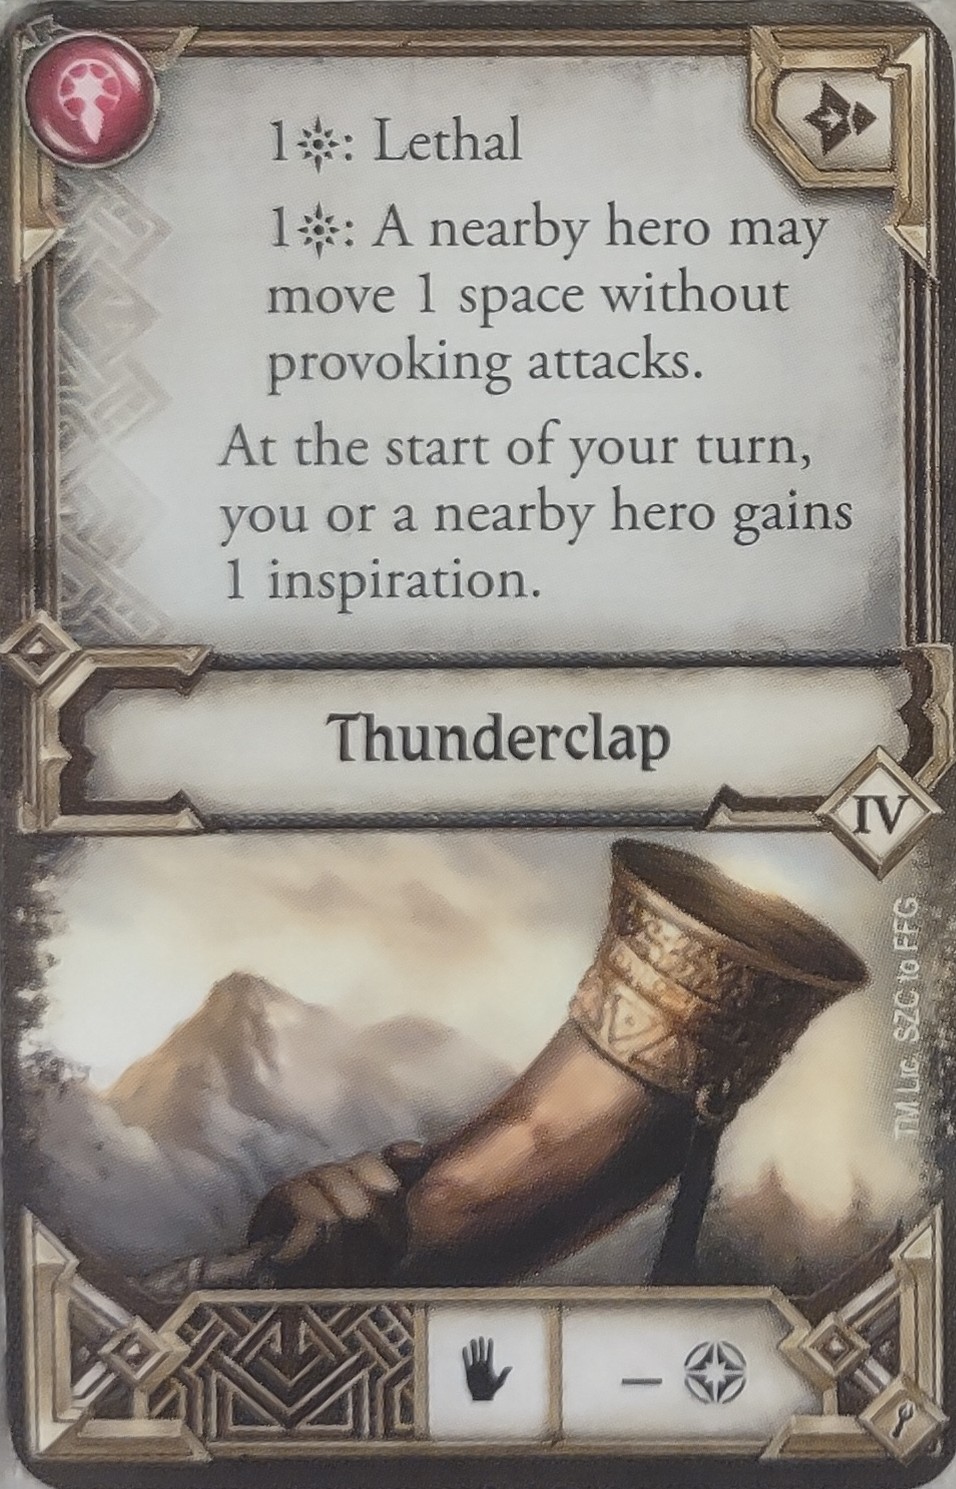 1: Lethal
1: A nearby hero may
move 1 space without
provoking attacks.
At the start of your turn,
you or a nearby hero gains
1 inspiration.
Thunderclap
IV
TM Lic. SZC to FFG
—